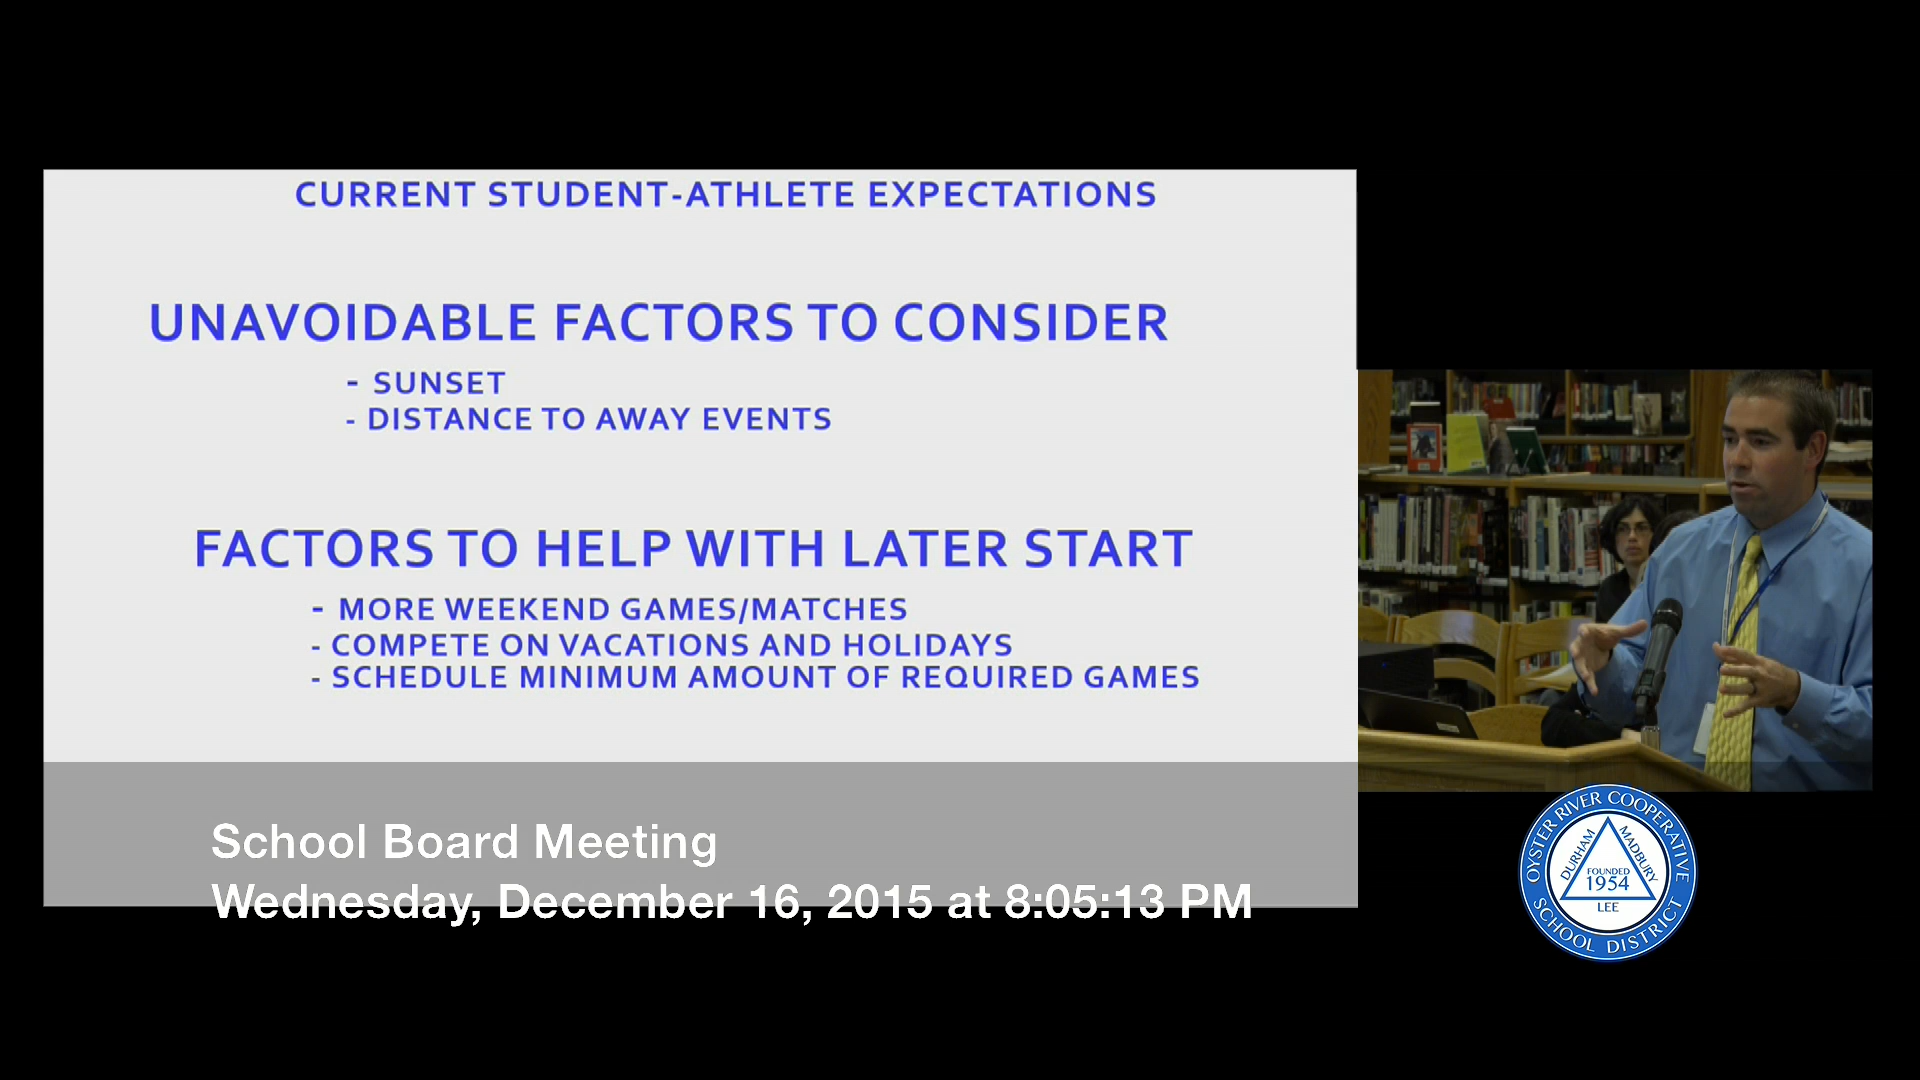 CURRENT STUDENT-ATHLETE EXPECTATIONS
UNAVOIDABLE FACTORS TO CONSIDER
- SUNSET
- DISTANCE TO AWAY EVENTS
FACTORS TO HELP WITH LATER START
- MORE WEEKEND GAMES/MATCHES
- COMPETE ON VACATIONS AND HOLIDAYS
- SCHEDULE MINIMUM AMOUNT OF REQUIRED GAMES
School Board Meeting
Wednesday, December 16, 2015 at 8:05:13 PM
OYSTER RIVER COOPERATIVE
SCHOOL DISTRICT
DURHAM
MADBURY
FOUNDED
1954
LEE